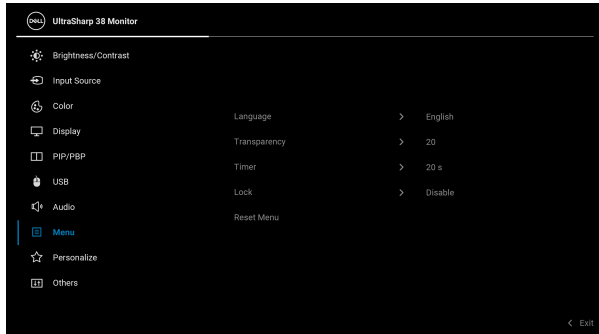 DELL UltraSharp 38 Monitor
Brightness/Contrast
Input Source
Color
Display
PIP/PBP
USB
Audio
Menu
Personalize
Others
Language > English
Transparency > 20
Timer > 20 s
Lock > Disable
Reset Menu
< Exit